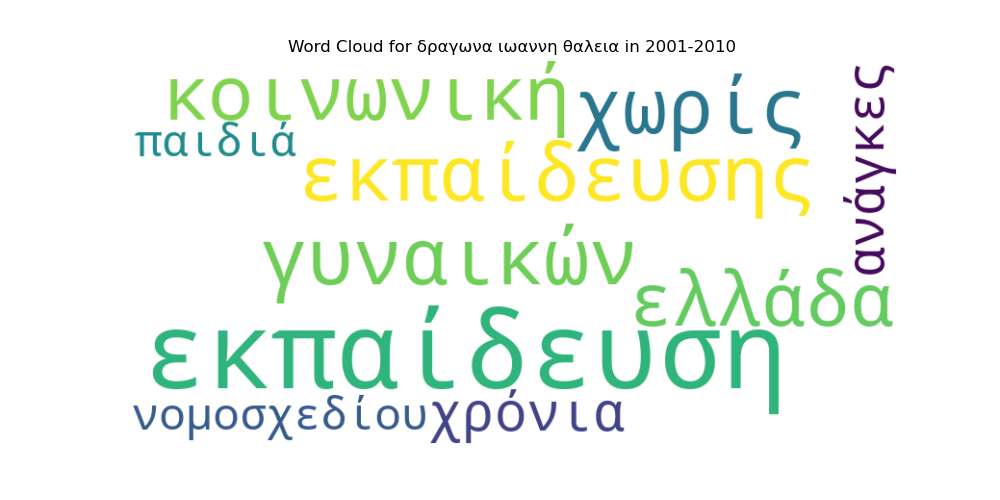 Word Cloud for δραγωνα ιωαννη θαλεια in 2001-2010
κοινωνική
χωρίς
ανάγκες
παιδιά
εκπαίδευσης
γυναικών
ελλάδα
εκπαίδευση
νομοσχεδίου
χρόνια